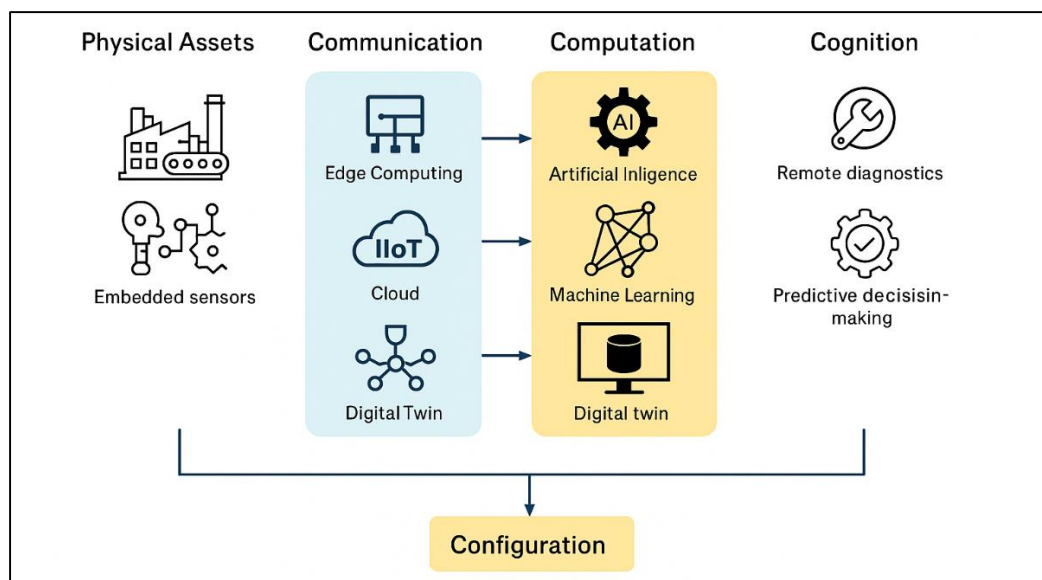 Physical Assets
Communication
Computation
Cognition
Edge Computing
AI
Artificial Inligence
Remote diagnostics
Embedded sensors
IIoT
Cloud
Machine Learning
Predictive decisisin-
making
Digital Twin
Digital twin
Configuration